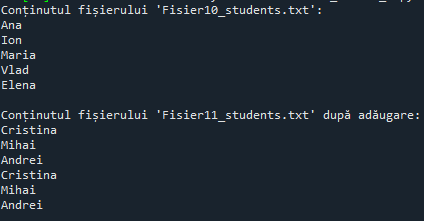 Conținutul fișierului 'Fisier10_students.txt':
Ana
Ion
Maria
Vlad
Elena
Conținutul fișierului 'Fisier11_students.txt' după adăugare:
Cristina
Mihai
Andrei
Cristina
Mihai
Andrei